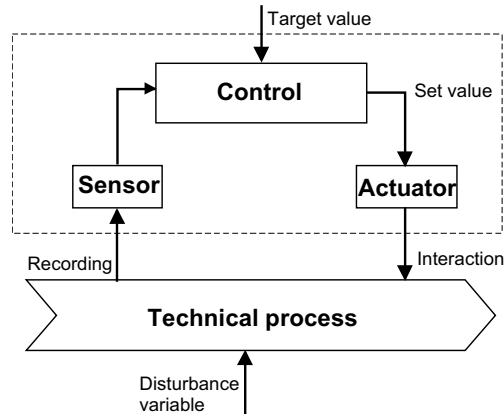 Target value
Control
Set value
Sensor
Actuator
Recording
Interaction
Technical process
Disturbance
variable